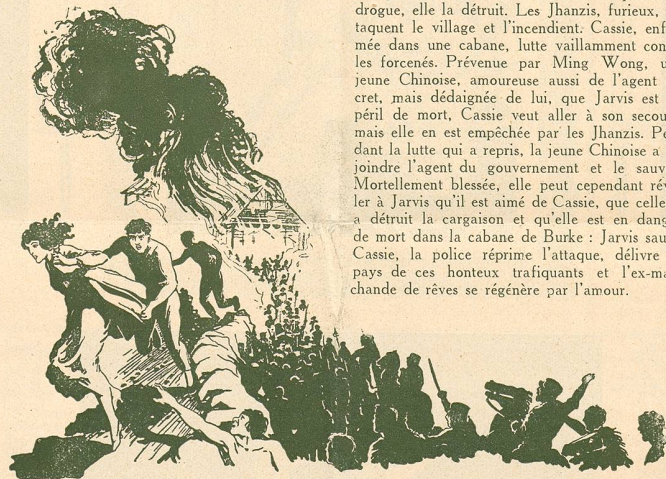 drogue, elle la détruit. Les Jhanzis, furieux,
taquent le village et l'incendient. Cassie, enf
mée dans une cabane, lutte vaillamment con
les forcenés. Prévenue par Ming Wong, u
jeune Chinoise, amoureuse aussi de l'agent
cret, mais dédaignée de lui, que Jarvis est
péril de mort, Cassie veut aller à son secou
mais elle en est empêchée par les Jhanzis. Pe
dant la lutte qui a repris, la jeune Chinoise a
joindre l'agent du gouvernement et le sauv
Mortellement blessée, elle peut cependant rév
ler à Jarvis qu'il est aimé de Cassie, que celle
a détruit la cargaison et qu'elle est en dang
de mort dans la cabane de Burke : Jarvis sau
Cassie, la police réprime l'attaque, délivre
pays de ces honteux trafiquants et l'ex-ma
chande de rêves se régénère par l'amour.